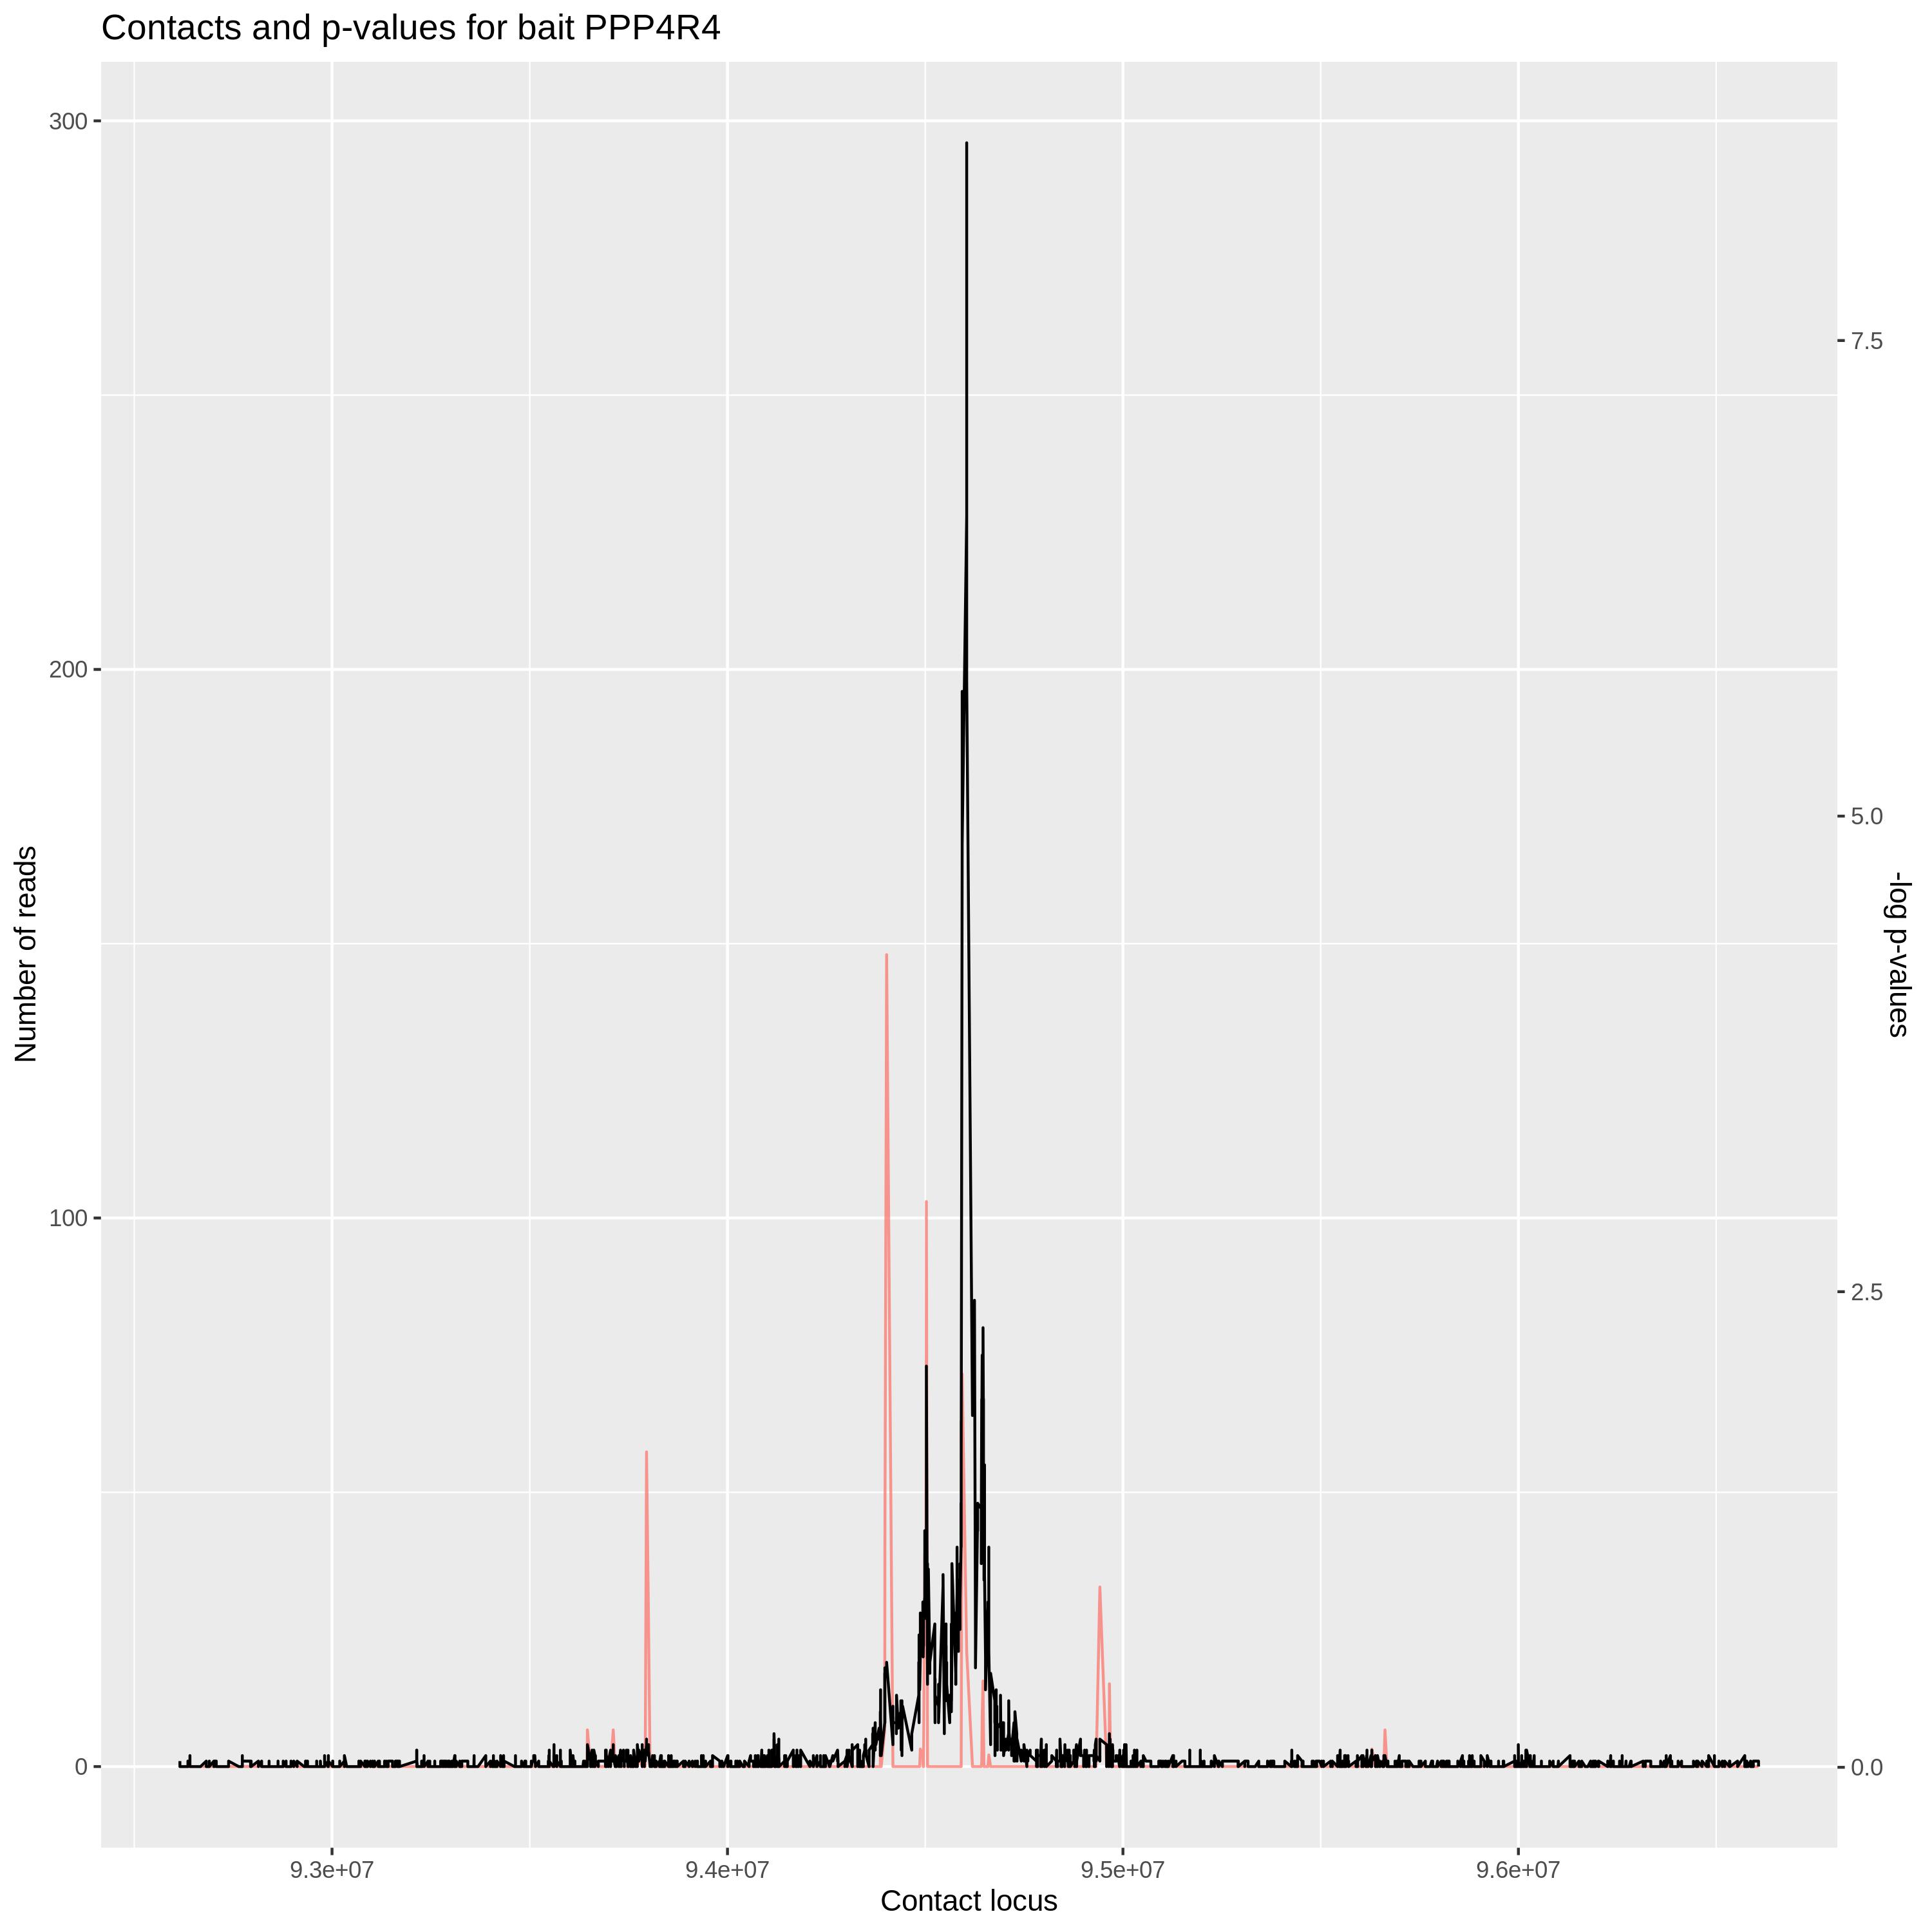 Contacts and p-values for bait PPP4R4
300
200
100
0
Number of reads
7.5
5.0
2.5
0.0
-log p-values
9.3e+07 9.4e+07 9.5e+07 9.6e+07
Contact locus